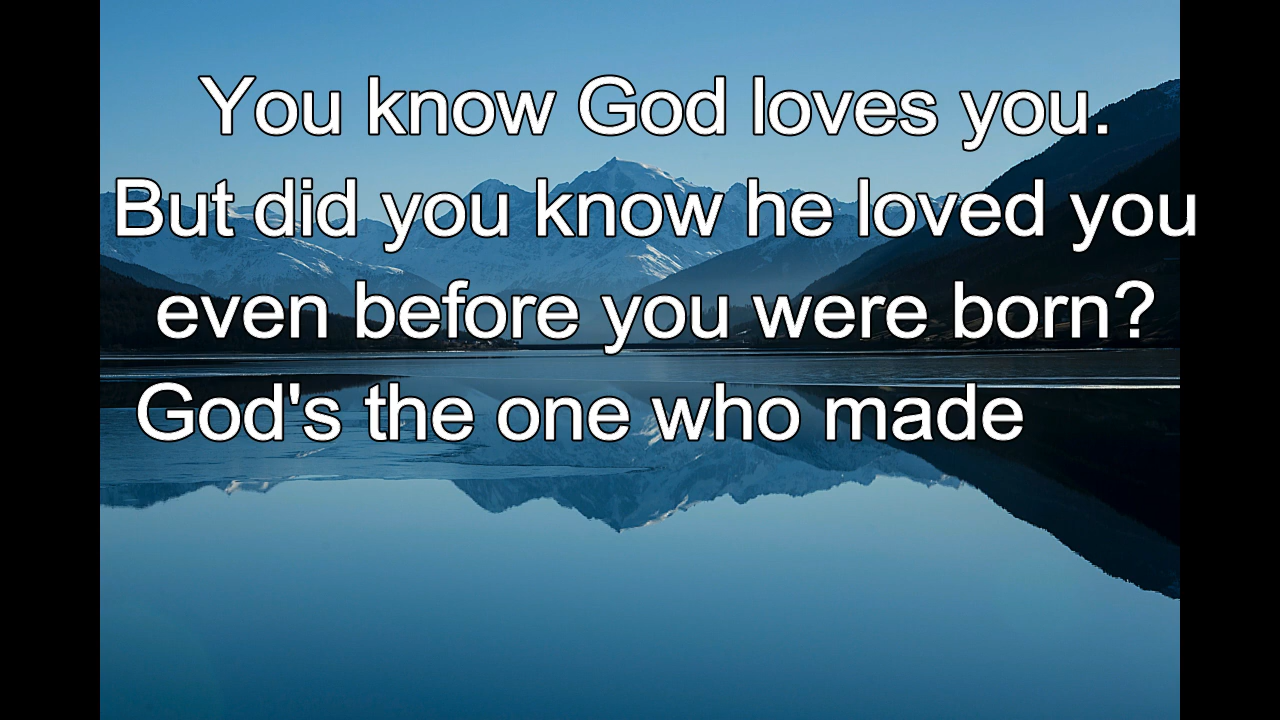 You know God loves you.
But did you know he loved you
even before you were born?
God's the one who made